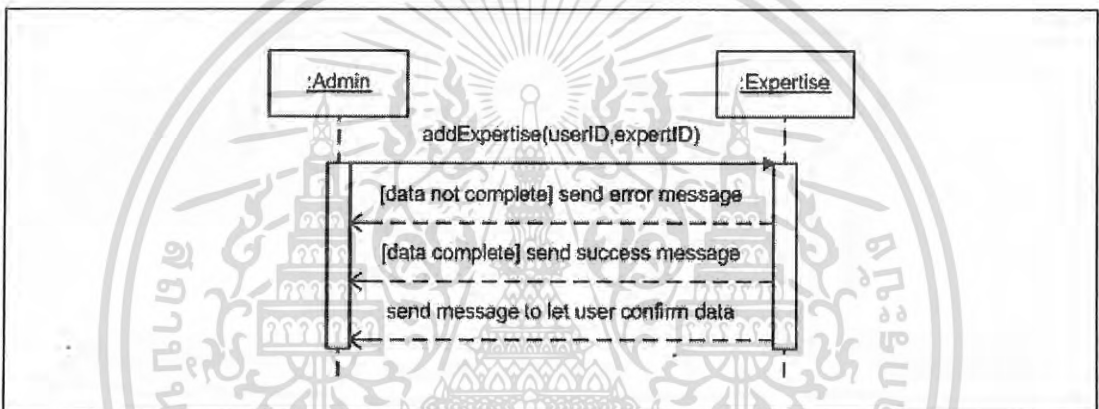 :Admin
:Expertise
addExpertise(userID,expertID)
[data not complete] send error message
[data complete] send success message
send message to let user confirm data